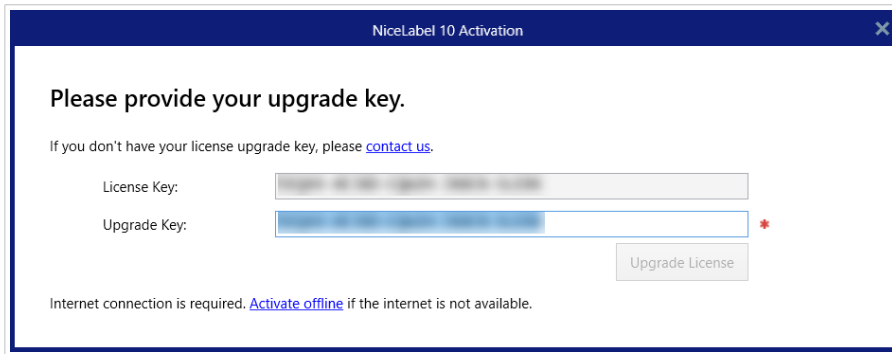 NiceLabel 10 Activation
Please provide your upgrade key.
If you don't have your license upgrade key, please contact us.
License Key:
Upgrade Key:
*
Upgrade License
Internet connection is required. Activate offline if the internet is not available.